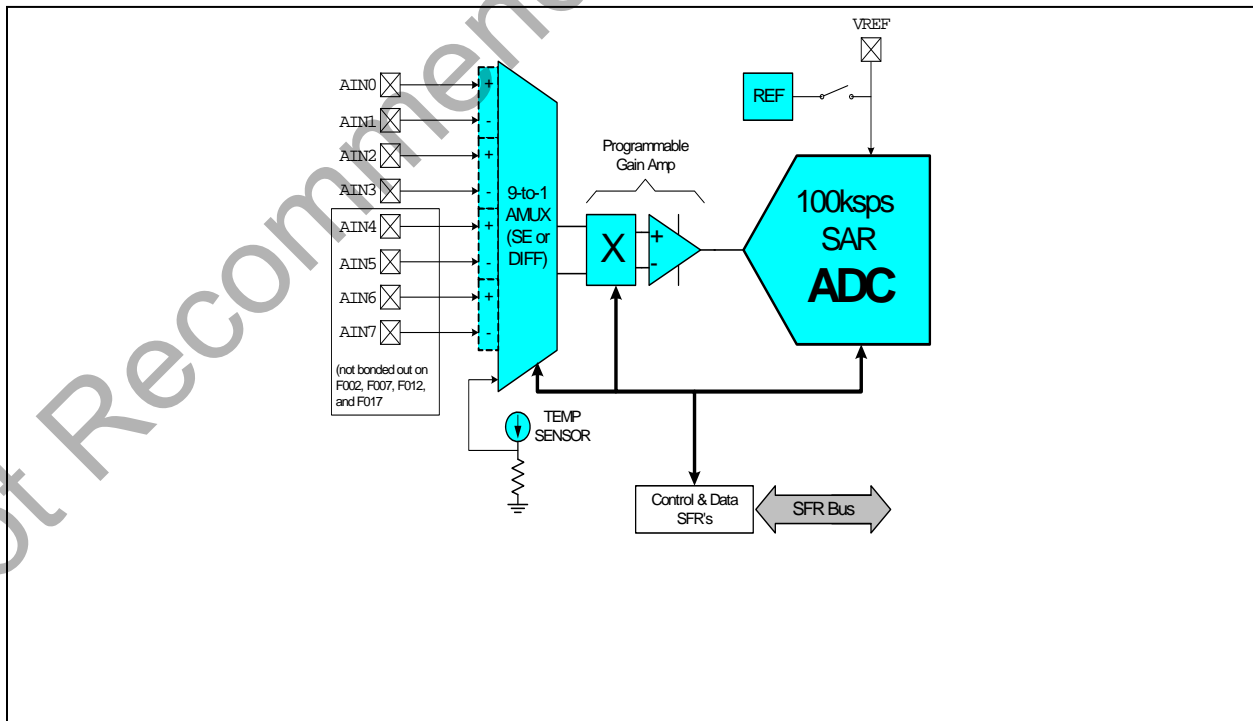 VREF
AIN0
+
REF
AIN1
-
AIN2
+
Programmable
Gain Amp
AIN3
-
9-to-1
AMUX
(SE or
DIFF)
100ksps
SAR
ADC
AIN4
+
X
+
-
AIN5
-
AIN6
+
AIN7
-
(not bonded out on
F002, F007, F012,
and F017
TEMP
SENSOR
Control & Data
SFR's
SFR Bus
ot Recommen